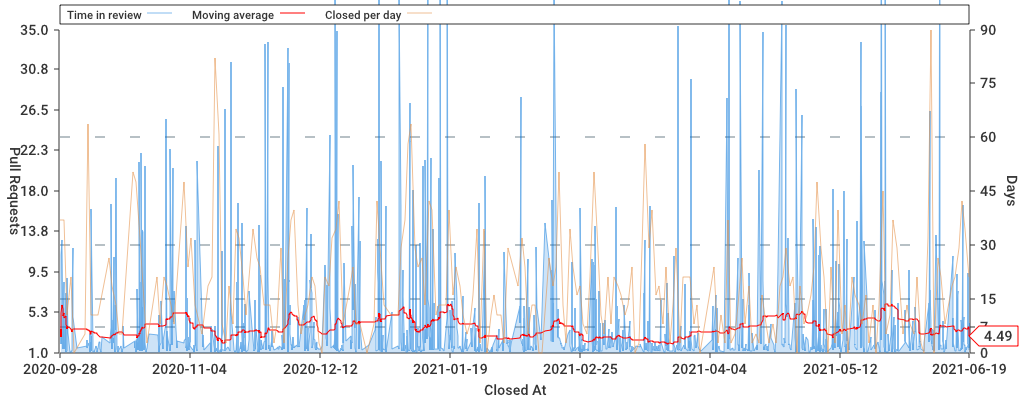 Time in review Moving average Closed per day
35.0 90
30.8 75
26.5 60
22.3
18.0 45
13.8 30
9.5 15
5.3 7
4.49
1.0 0
Pull Requests
Days
2020-09-28 2020-11-04 2020-12-12 2021-01-19 2021-02-25 2021-04-04 2021-05-12 2021-06-19
Closed At